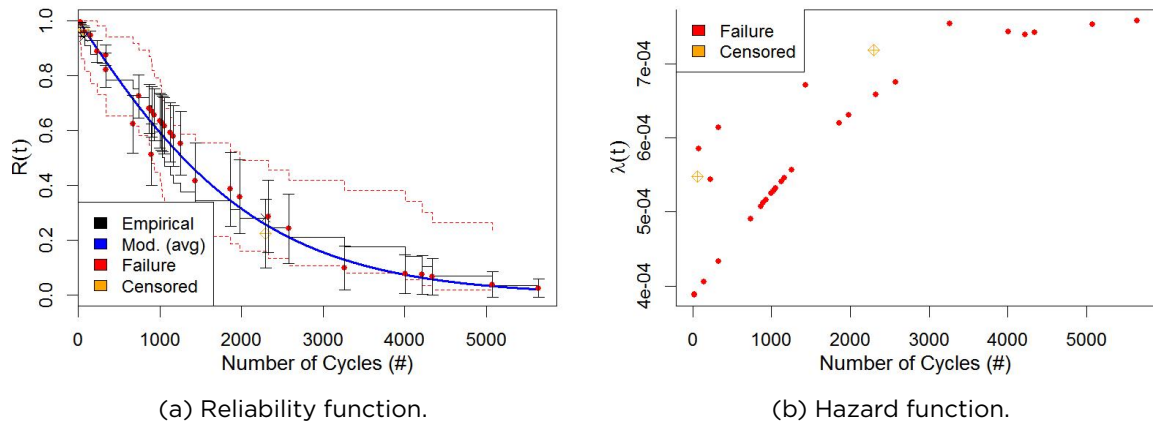 1.0
0.8
0.6
0.4
0.2
0.0
R(t)
Empirical
Mod. (avg)
Failure
Censored
0 1000 2000 3000 4000 5000
Number of Cycles (#)
(a) Reliability function.
Failure
Censored
7e-04
6e-04
5e-04
4e-04
λ(t)
0 1000 2000 3000 4000 5000
Number of Cycles (#)
(b) Hazard function.